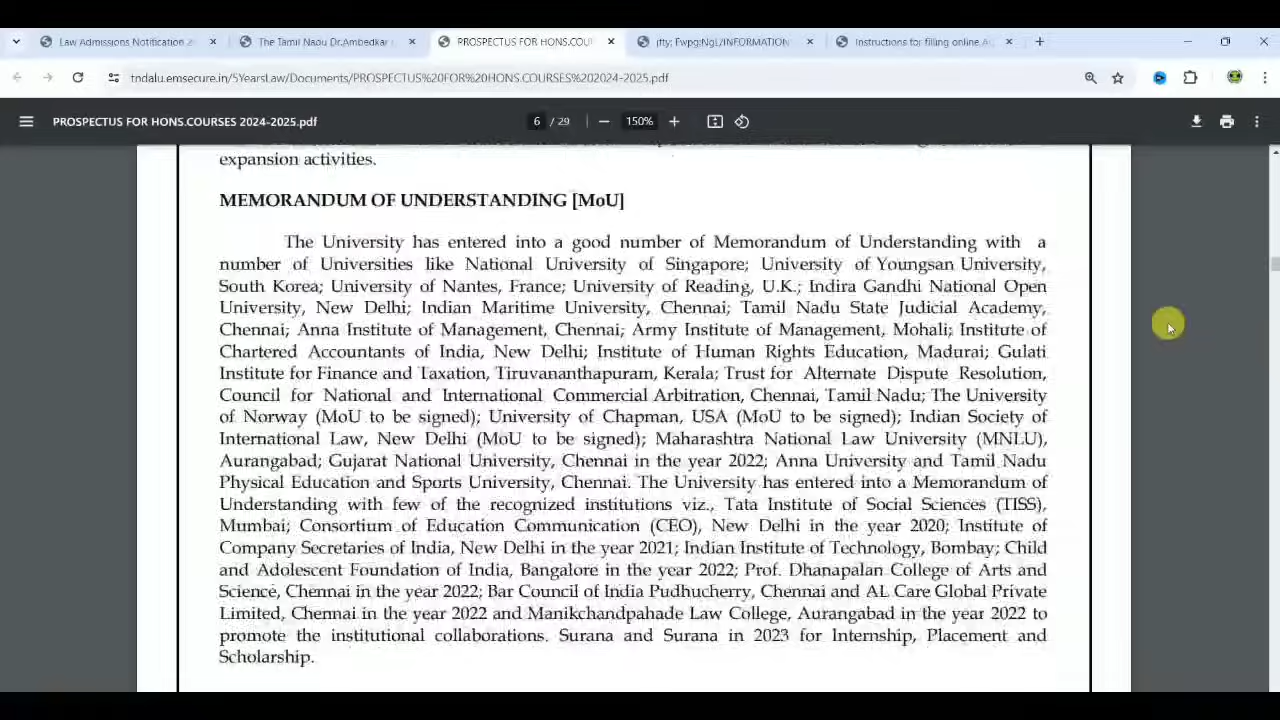 Law Admissions Notification 2
The Tamil Nadu Dr.Ambedkar
PROSPECTUS FOR HONS.COU
jfty; Fwpg;NgL/INFORMATION
Instructions for filling online A
tndalu.emsecure.in/5YearsLaw/Documents/PROSPECTUS%20FOR%20HONS.COURSES%202024-2025.pdf
PROSPECTUS FOR HONS.COURSES 2024-2025.pdf
6 / 29
150%
expansion activities.
MEMORANDUM OF UNDERSTANDING [MoU]
The University has entered into a good number of Memorandum of Understanding with a
number of Universities like National University of Singapore; University of Youngsan University,
South Korea; University of Nantes, France; University of Reading, U.K.; Indira Gandhi National Open
University, New Delhi; Indian Maritime University, Chennai; Tamil Nadu State Judicial Academy,
Chennai; Anna Institute of Management, Chennai; Army Institute of Management, Mohali; Institute of
Chartered Accountants of India, New Delhi; Institute of Human Rights Education, Madurai; Gulati
Institute for Finance and Taxation, Tiruvananthapuram, Kerala; Trust for Alternate Dispute Resolution,
Council for National and International Commercial Arbitration, Chennai, Tamil Nadu; The University
of Norway (MoU to be signed); University of Chapman, USA (MoU to be signed); Indian Society of
International Law, New Delhi (MoU to be signed); Maharashtra National Law University (MNLU),
Aurangabad; Gujarat National University, Chennai in the year 2022; Anna University and Tamil Nadu
Physical Education and Sports University, Chennai. The University has entered into a Memorandum of
Understanding with few of the recognized institutions viz., Tata Institute of Social Sciences (TISS),
Mumbai; Consortium of Education Communication (CEO), New Delhi in the year 2020; Institute of
Company Secretaries of India, New Delhi in the year 2021; Indian Institute of Technology, Bombay; Child
and Adolescent Foundation of India, Bangalore in the year 2022; Prof. Dhanapalan College of Arts and
Science, Chennai in the year 2022; Bar Council of India Pudhucherry, Chennai and AL Care Global Private
Limited, Chennai in the year 2022 and Manikchandpahade Law College, Aurangabad in the year 2022 to
promote the institutional collaborations. Surana and Surana in 2023 for Internship, Placement and
Scholarship.